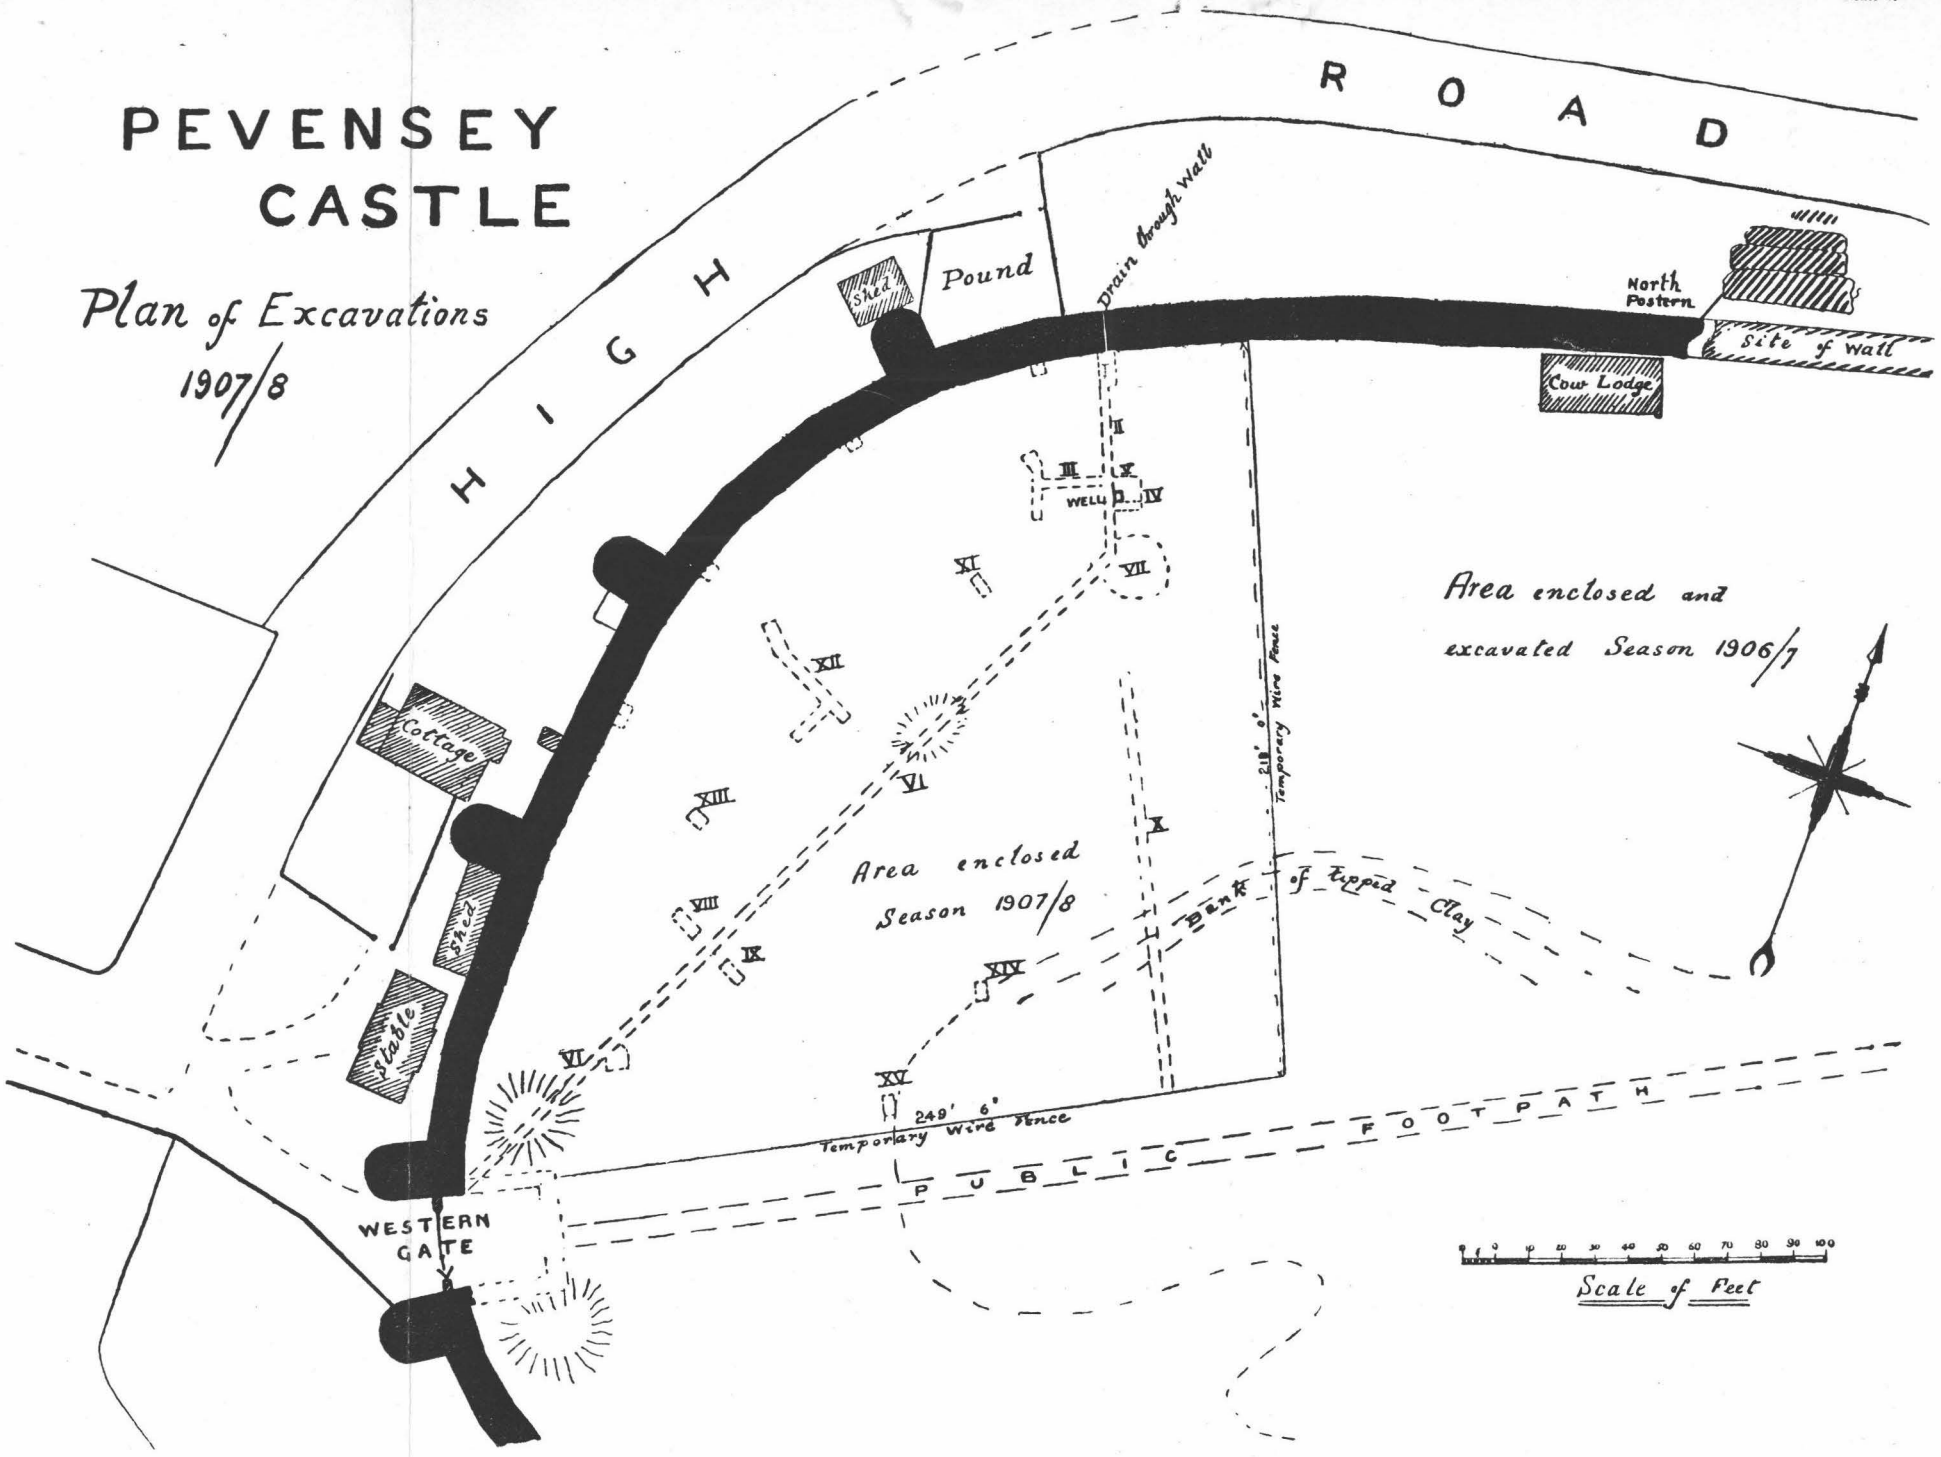 PEVENSEY
CASTLE
Plan of Excavations
1907/8
HIGH
ROAD
Shed
Pound
Drain through Wall
North
Postern
Site of Wall
Cow Lodge
II
III
V
WELL
IV
VII
XI
XII
VI
XIII
VIII
IX
X
XIV
XV
VI
Area enclosed and
excavated Season 1906/7
Temporary Wire Fence
Area enclosed
Season 1907/8
Bank of Tipped Clay
Cottage
Shed
Stable
249' 6"
Temporary Wire Fence
PUBLIC FOOTPATH
WESTERN
GATE
0 10 20 30 40 50 60 70 80 90 100
Scale of Feet